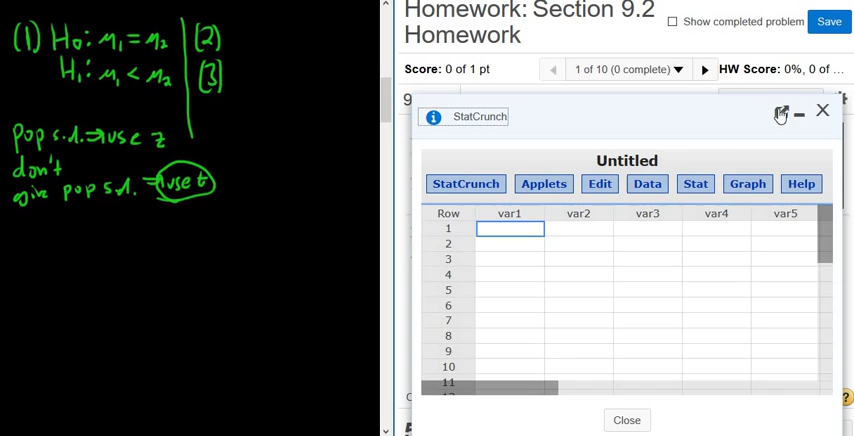 (1) H₀: μ₁ = μ₂ (2)
H₁: μ₁ < μ₂ (3)
pop s.d. ⇒ use z
don't
give pop s.d. ⇒ use t
Homework: Section 9.2
Homework
Show completed problem
Save
Score: 0 of 1 pt
1 of 10 (0 complete)
HW Score: 0%, 0 of ...
9
StatCrunch
Untitled
StatCrunch Applets Edit Data Stat Graph Help
Row var1 var2 var3 var4 var5
1
2
3
4
5
6
7
8
9
10
11
Close
?